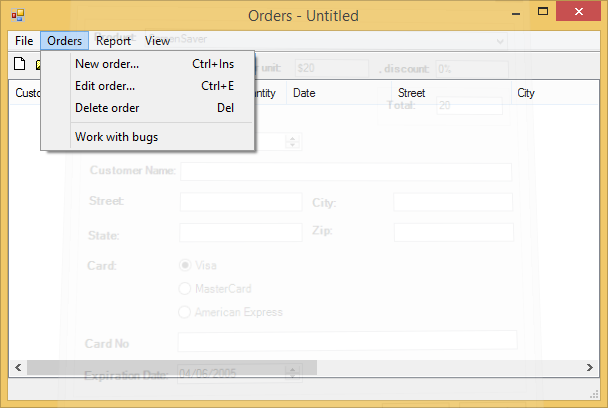 Orders - Untitled
File Orders Report View
New order... Ctrl+Ins
Edit order... Ctrl+E
Delete order Del
Work with bugs
unit: $20 , discount: 0%
Date Street City
Total: 20
Customer Name:
Street: City:
State: Zip:
Card: Visa
MasterCard
American Express
Card No
Expiration Date: 04/06/2005